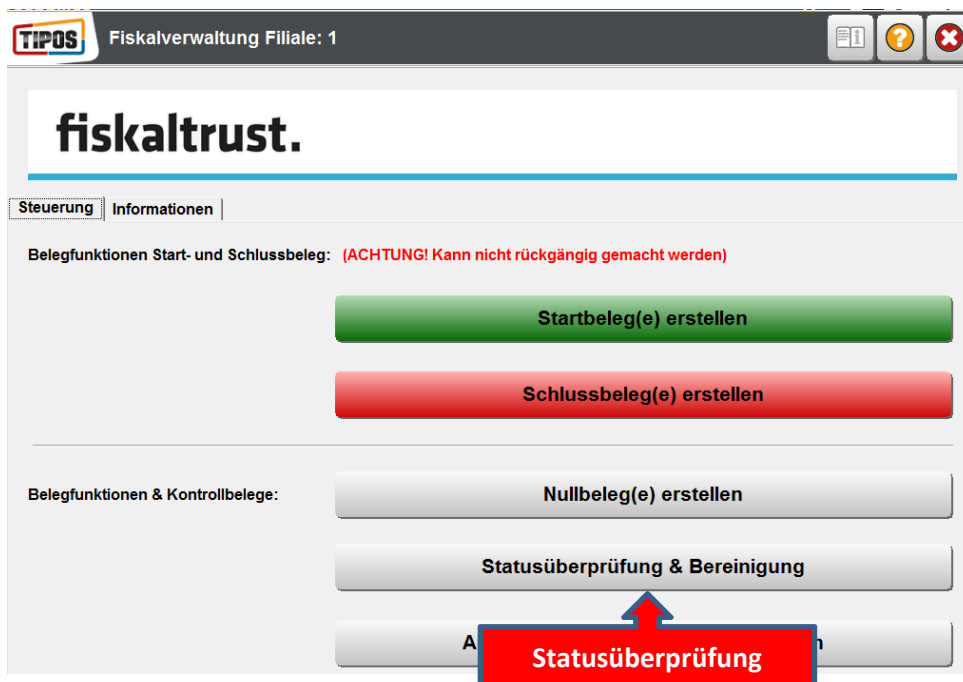 TIPOS
Fiskalverwaltung Filiale: 1
fiskaltrust.
Steuerung Informationen
Belegfunktionen Start- und Schlussbeleg: (ACHTUNG! Kann nicht rückgängig gemacht werden)
Startbeleg(e) erstellen
Schlussbeleg(e) erstellen
Belegfunktionen & Kontrollbelege:
Nullbeleg(e) erstellen
Statusüberprüfung & Bereinigung
Statusüberprüfung